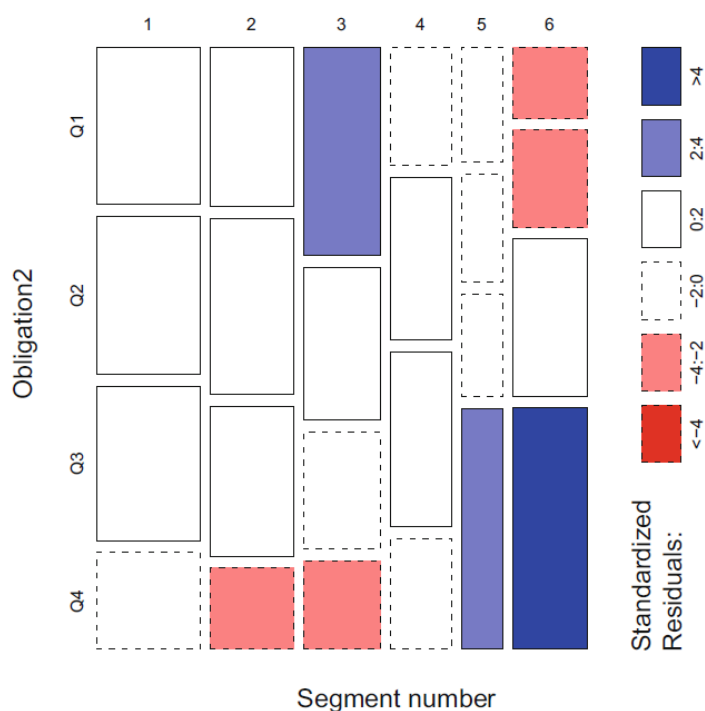 1 2 3 4 5 6
Q1
Q2
Q3
Q4
Obligation2
Segment number
>4
2:4
0:2
−2:0
−4:−2
<−4
Standardized
Residuals: